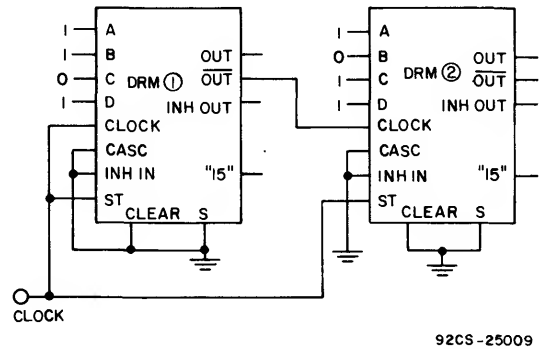 1 A
1 B
0 C
1 D
DRM ①
OUT
OUT
INH OUT
CLOCK
CASC
INH IN
"15"
ST
CLEAR S
1 A
0 B
1 C
1 D
DRM ②
OUT
OUT
INH OUT
CLOCK
CASC
INH IN
"15"
ST
CLEAR S
CLOCK
92CS-25009